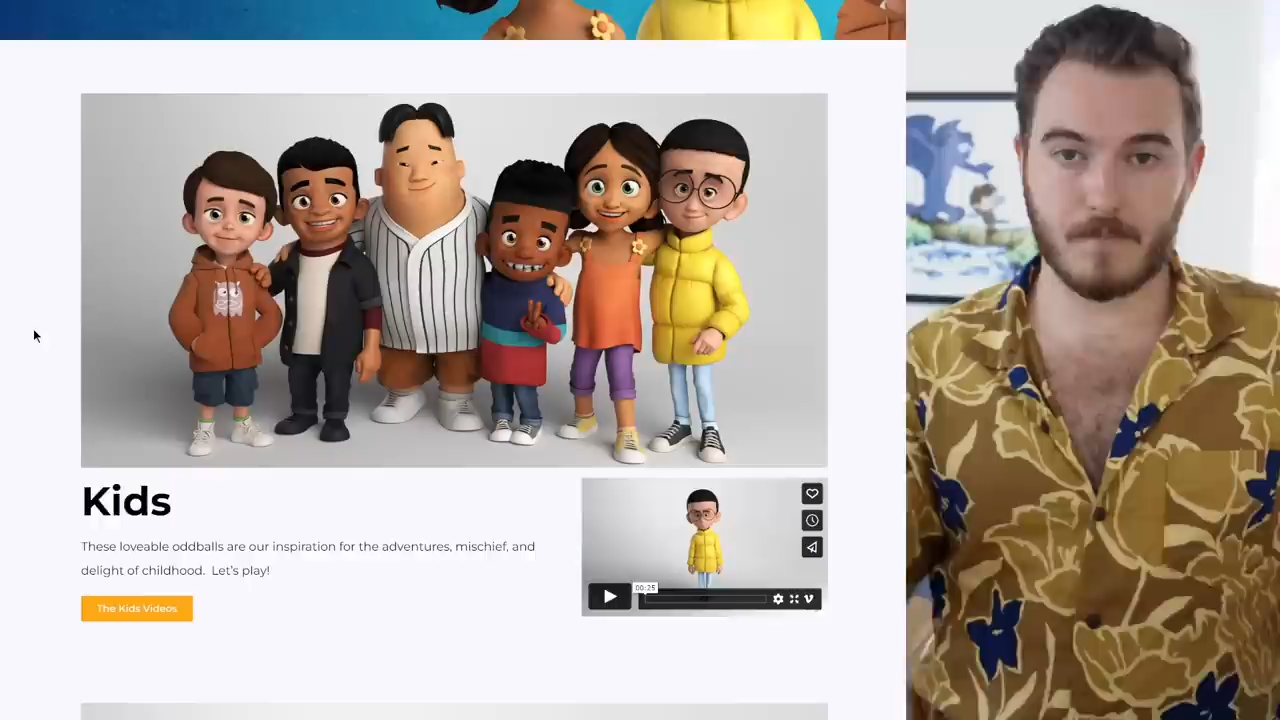 Kids
These loveable oddballs are our inspiration for the adventures, mischief, and
delight of childhood.  Let's play!
The Kids Videos
00:25